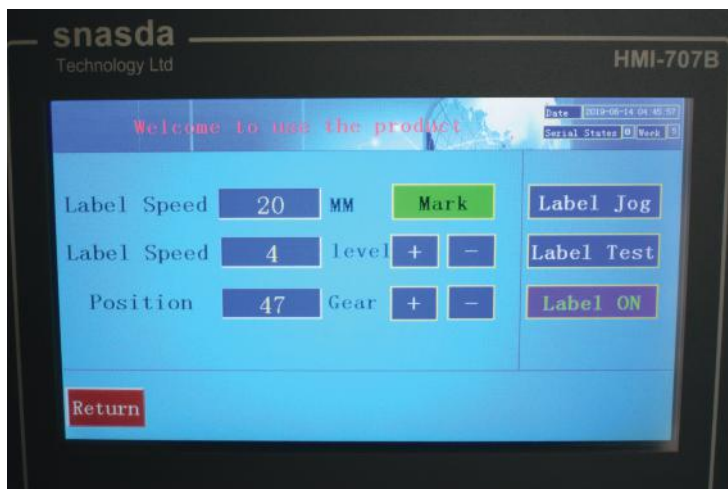 snasda
Technology Ltd
HMI-707B
Welcome to use the product
Date 2019-06-14 04:45:57
Serial States 0 Week 5
Label Speed 20 MM Mark Label Jog
Label Speed 4 level + - Label Test
Position 47 Gear + - Label ON
Return